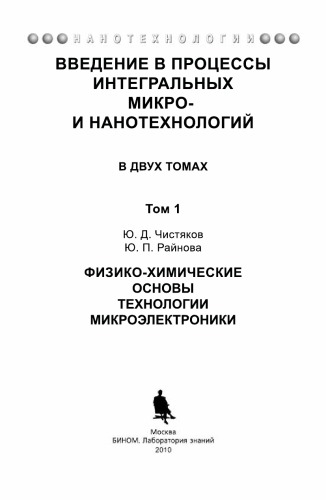 НАНОТЕХНОЛОГИИ
ВВЕДЕНИЕ В ПРОЦЕССЫ
ИНТЕГРАЛЬНЫХ
МИКРО-
И НАНОТЕХНОЛОГИЙ
В ДВУХ ТОМАХ
Том 1
Ю. Д. Чистяков
Ю. П. Райнова
ФИЗИКО-ХИМИЧЕСКИЕ
ОСНОВЫ
ТЕХНОЛОГИИ
МИКРОЭЛЕКТРОНИКИ
Москва
БИНОМ. Лаборатория знаний
2010